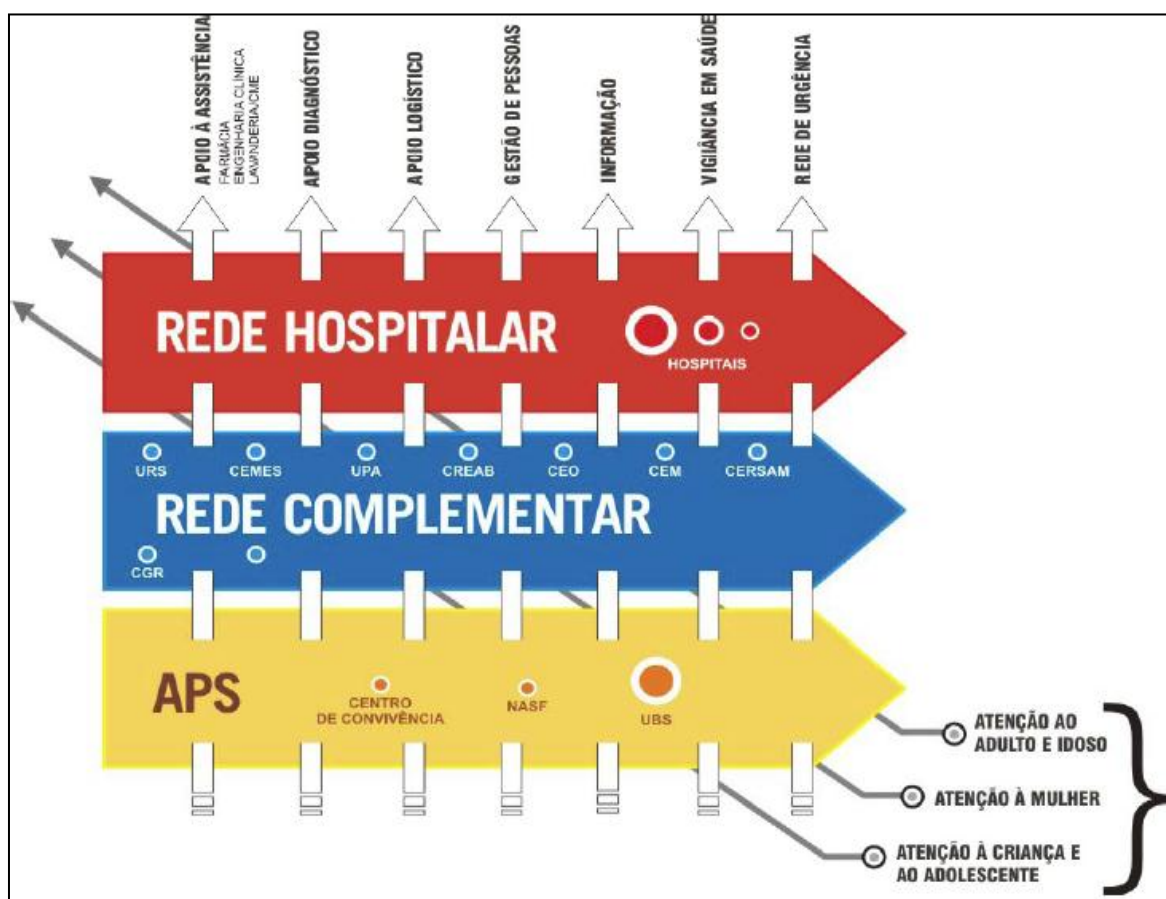 APOIO À ASSISTÊNCIA
FARMÁCIA
ENGENHARIA CLÍNICA
LAVANDERIA/CME
APOIO DIAGNÓSTICO
APOIO LOGÍSTICO
GESTÃO DE PESSOAS
INFORMAÇÃO
VIGILÂNCIA EM SAÚDE
REDE DE URGÊNCIA
REDE HOSPITALAR
HOSPITAIS
URS
CEMES
UPA
CREAB
CEO
CEM
CERSAM
REDE COMPLEMENTAR
CGR
APS
CENTRO
DE CONVIVÊNCIA
NASF
UBS
ATENÇÃO AO
ADULTO E IDOSO
ATENÇÃO À MULHER
ATENÇÃO À CRIANÇA E
AO ADOLESCENTE